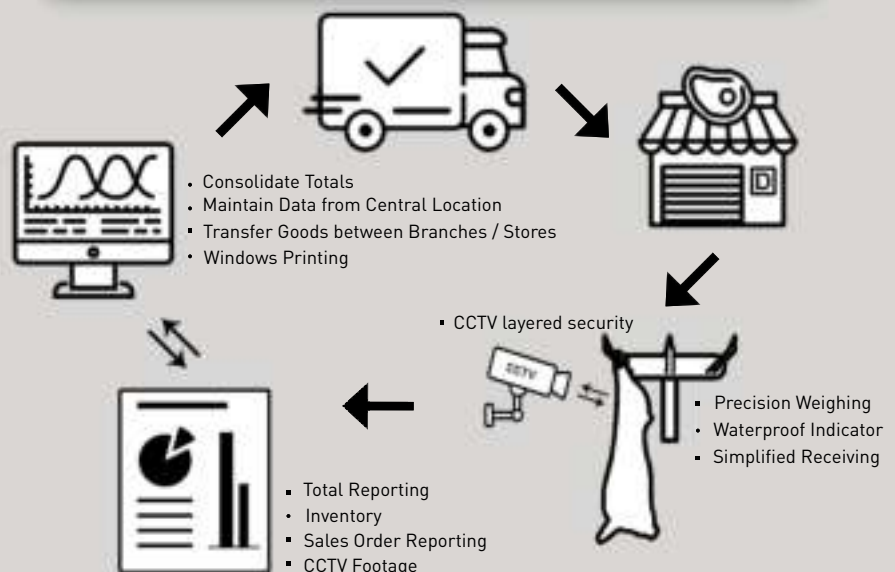 Consolidate Totals
Maintain Data from Central Location
Transfer Goods between Branches / Stores
Windows Printing
CCTV layered security
CCTV
Precision Weighing
Waterproof Indicator
Simplified Receiving
Total Reporting
Inventory
Sales Order Reporting
CCTV Footage